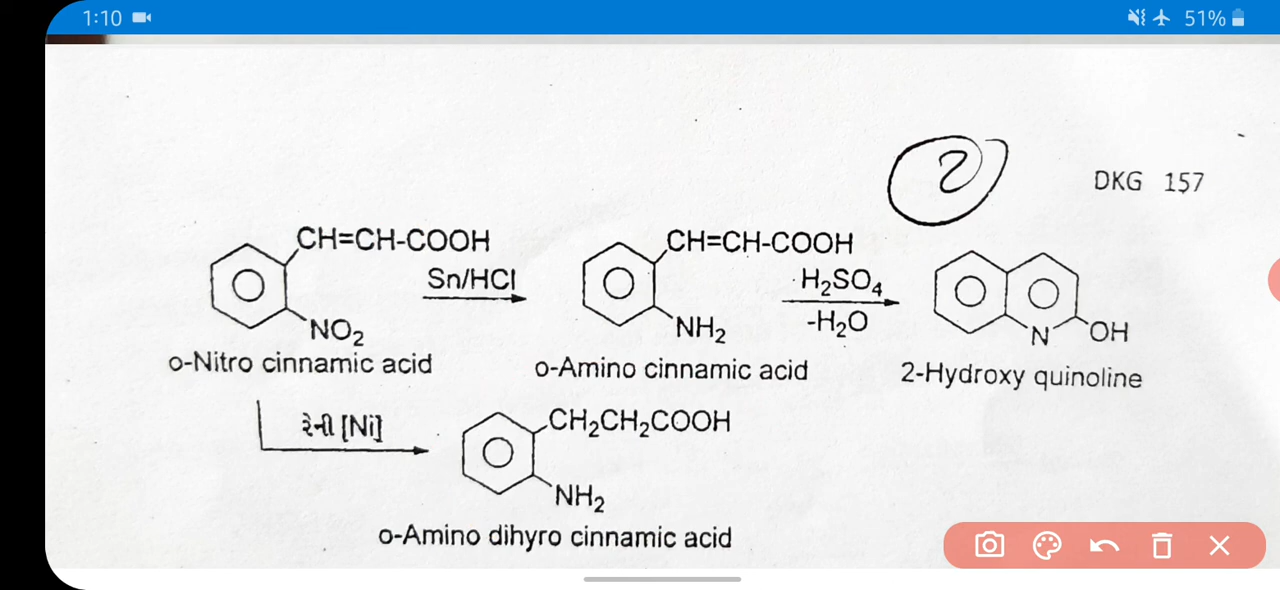 1:10
51%
2
DKG 157
CH=CH-COOH
Sn/HCl
NO₂
o-Nitro cinnamic acid
CH=CH-COOH
NH₂
o-Amino cinnamic acid
H₂SO₄
-H₂O
N
OH
2-Hydroxy quinoline
રેની [Ni]
CH₂CH₂COOH
NH₂
o-Amino dihyro cinnamic acid